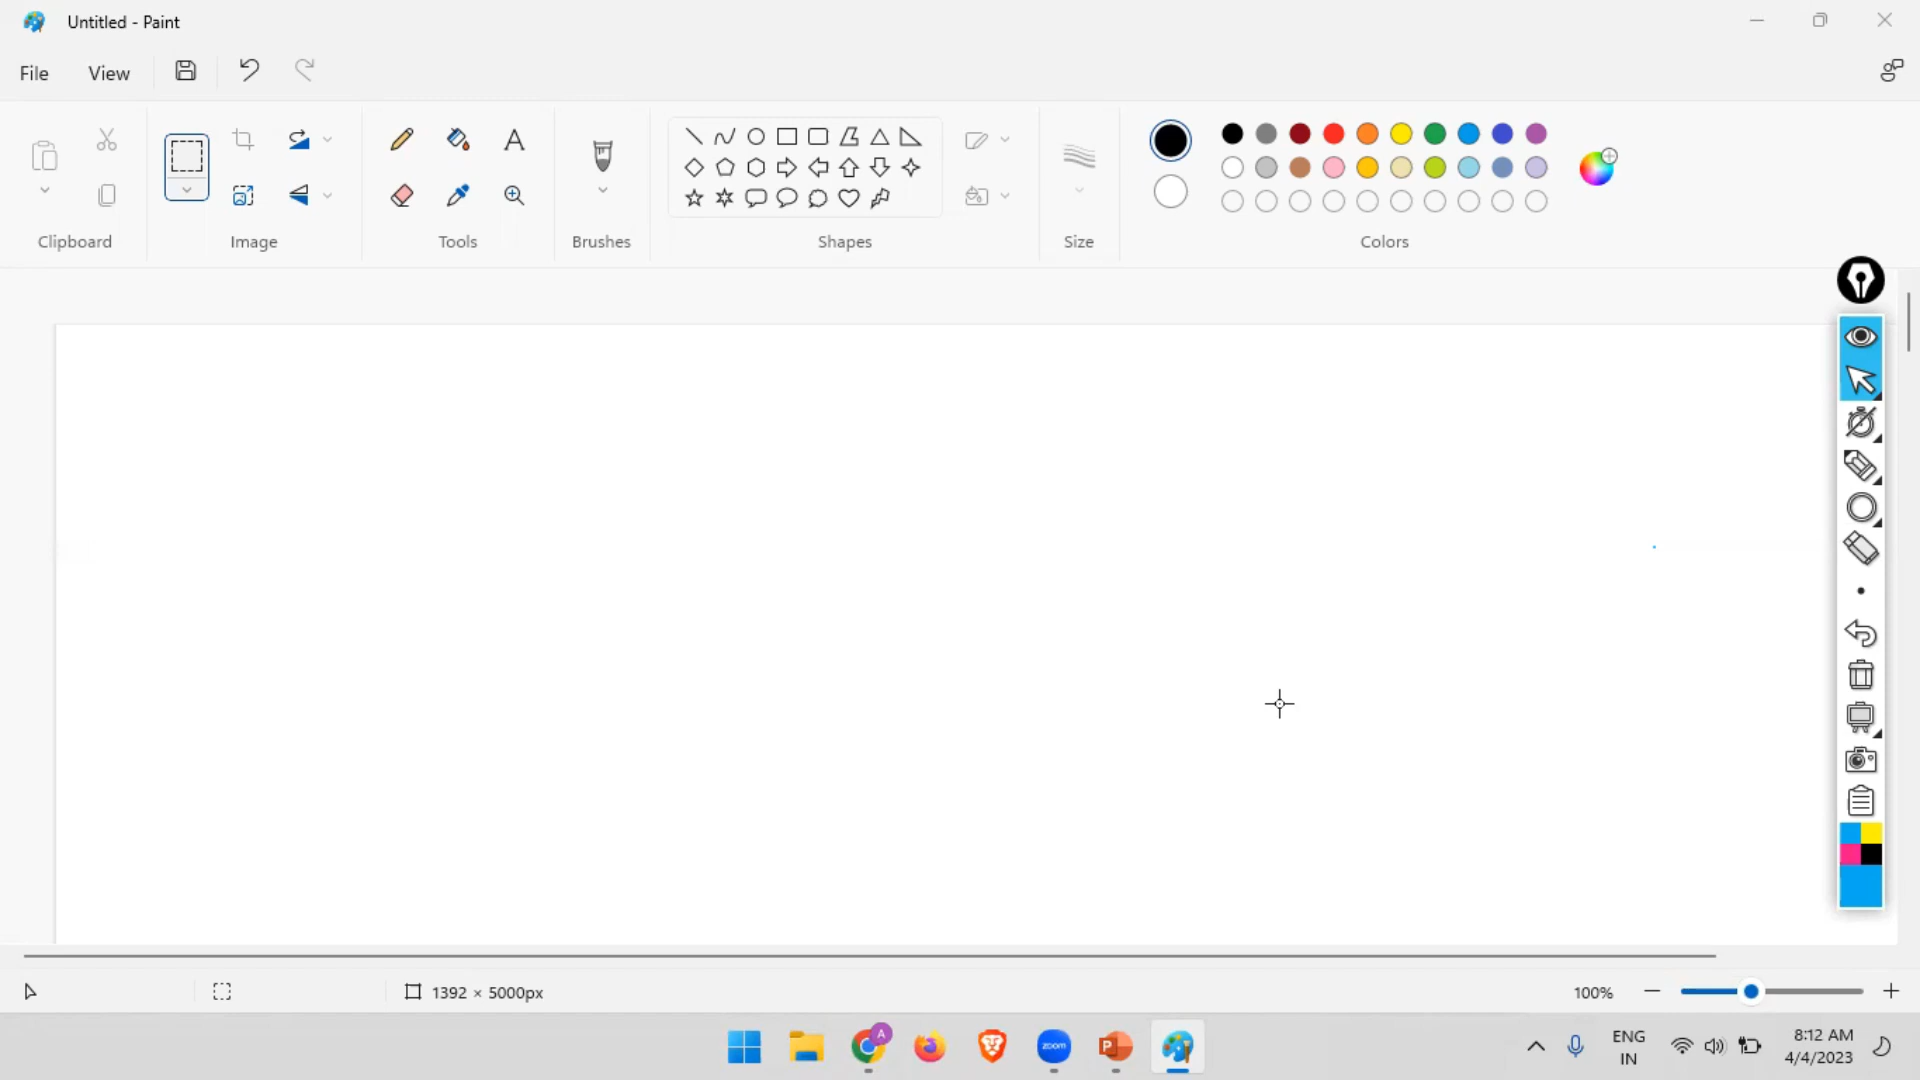 Untitled - Paint
File View
Clipboard Image Tools Brushes Shapes Size Colors
1392 × 5000px 100%
A
zoom
P
ENG
IN
8:12 AM
4/4/2023